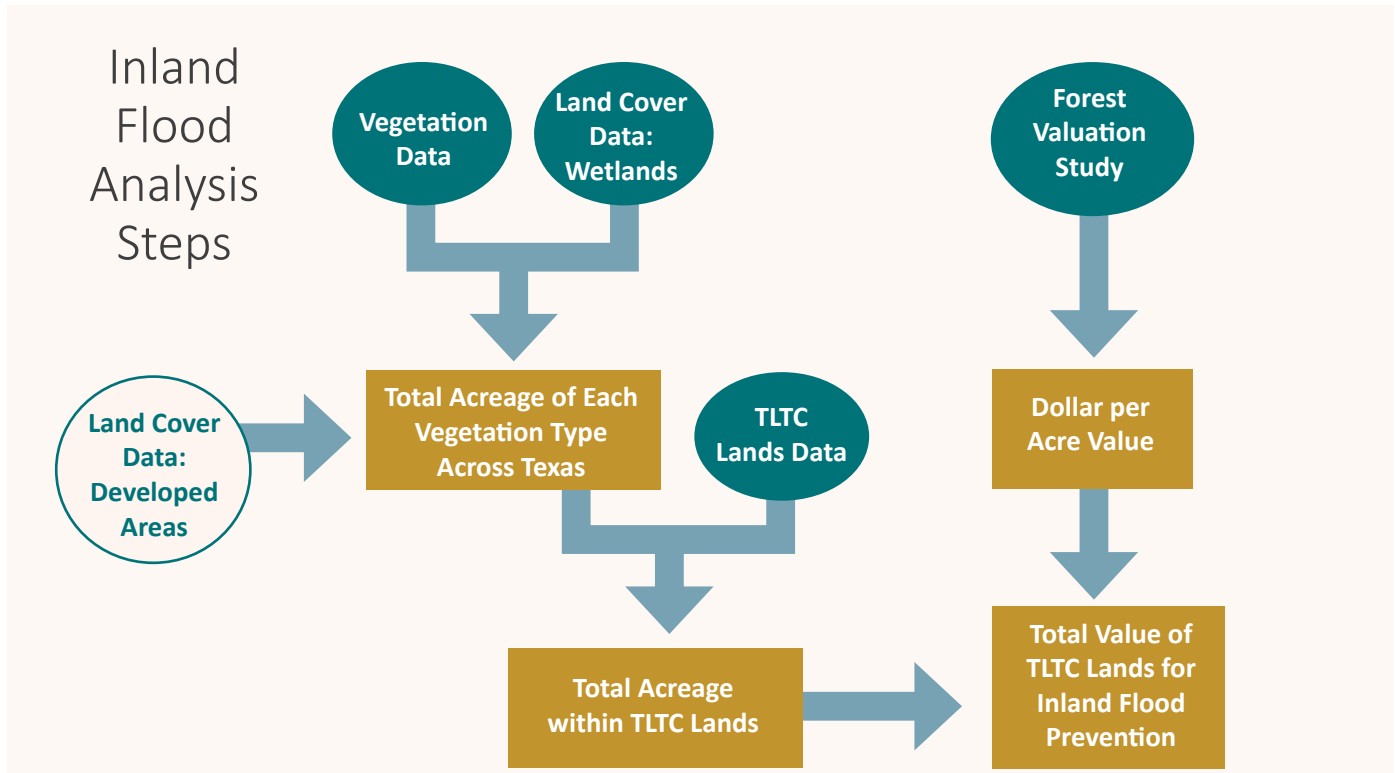 Inland
Flood
Analysis
Steps
Vegetation
Data
Land Cover
Data:
Wetlands
Forest
Valuation
Study
Land Cover
Data:
Developed
Areas
Total Acreage of Each
Vegetation Type
Across Texas
TLTC
Lands Data
Dollar per
Acre Value
Total Acreage
within TLTC Lands
Total Value of
TLTC Lands for
Inland Flood
Prevention